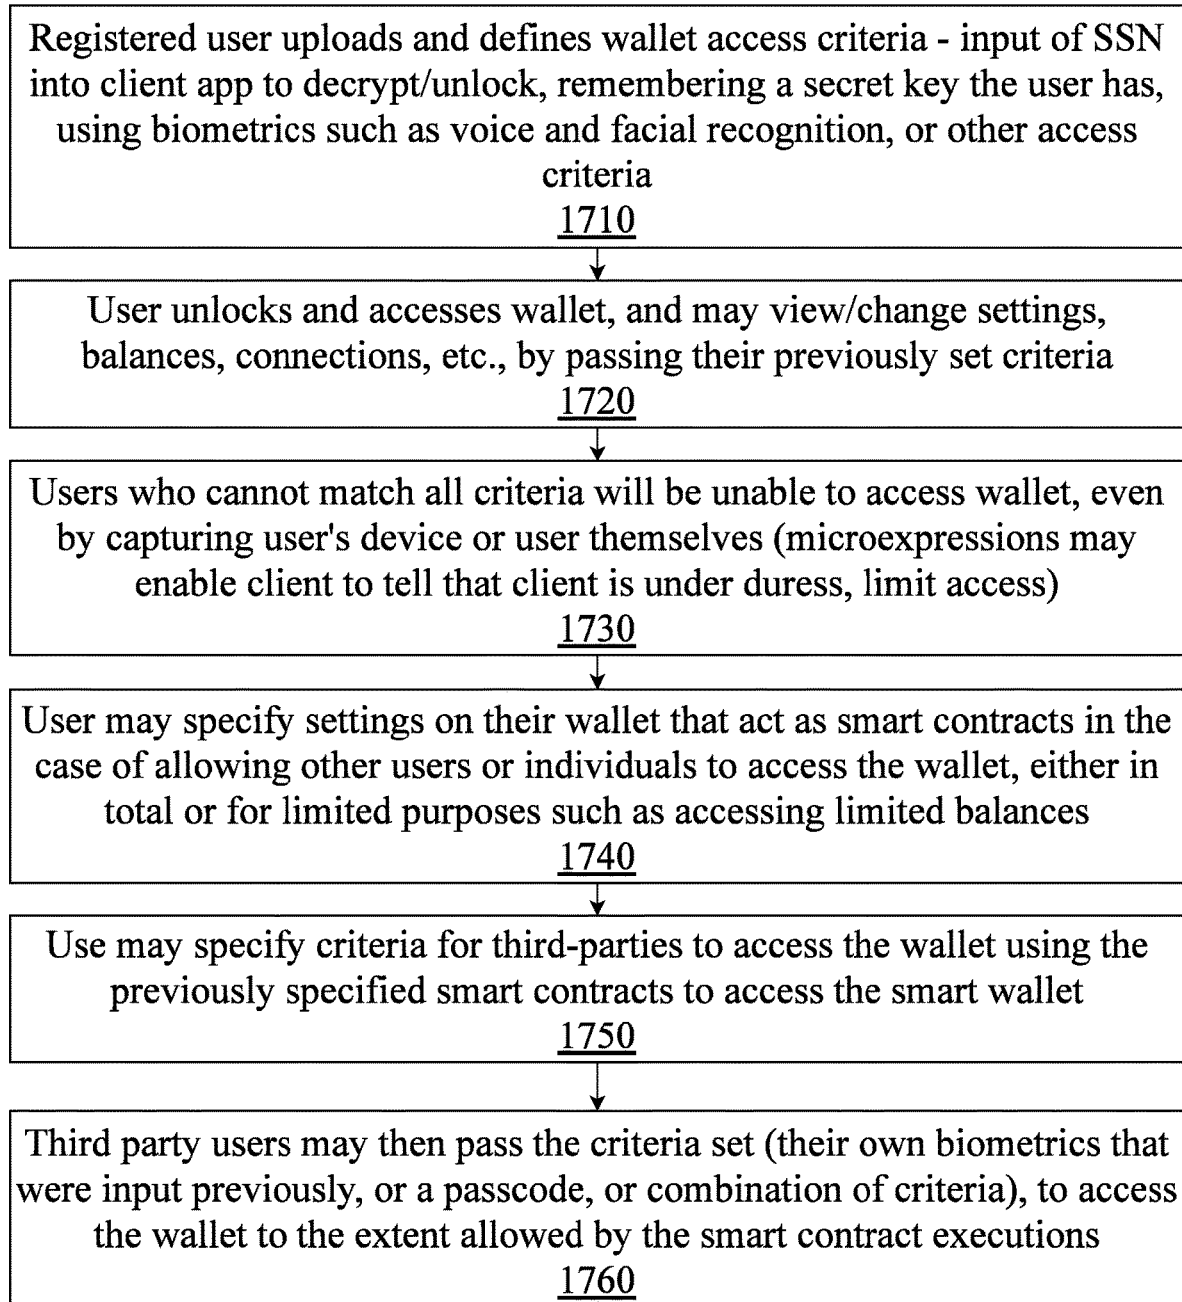 Registered user uploads and defines wallet access criteria - input of SSN
into client app to decrypt/unlock, remembering a secret key the user has,
using biometrics such as voice and facial recognition, or other access
criteria
1710
User unlocks and accesses wallet, and may view/change settings,
balances, connections, etc., by passing their previously set criteria
1720
Users who cannot match all criteria will be unable to access wallet, even
by capturing user's device or user themselves (microexpressions may
enable client to tell that client is under duress, limit access)
1730
User may specify settings on their wallet that act as smart contracts in the
case of allowing other users or individuals to access the wallet, either in
total or for limited purposes such as accessing limited balances
1740
Use may specify criteria for third-parties to access the wallet using the
previously specified smart contracts to access the smart wallet
1750
Third party users may then pass the criteria set (their own biometrics that
were input previously, or a passcode, or combination of criteria), to access
the wallet to the extent allowed by the smart contract executions
1760